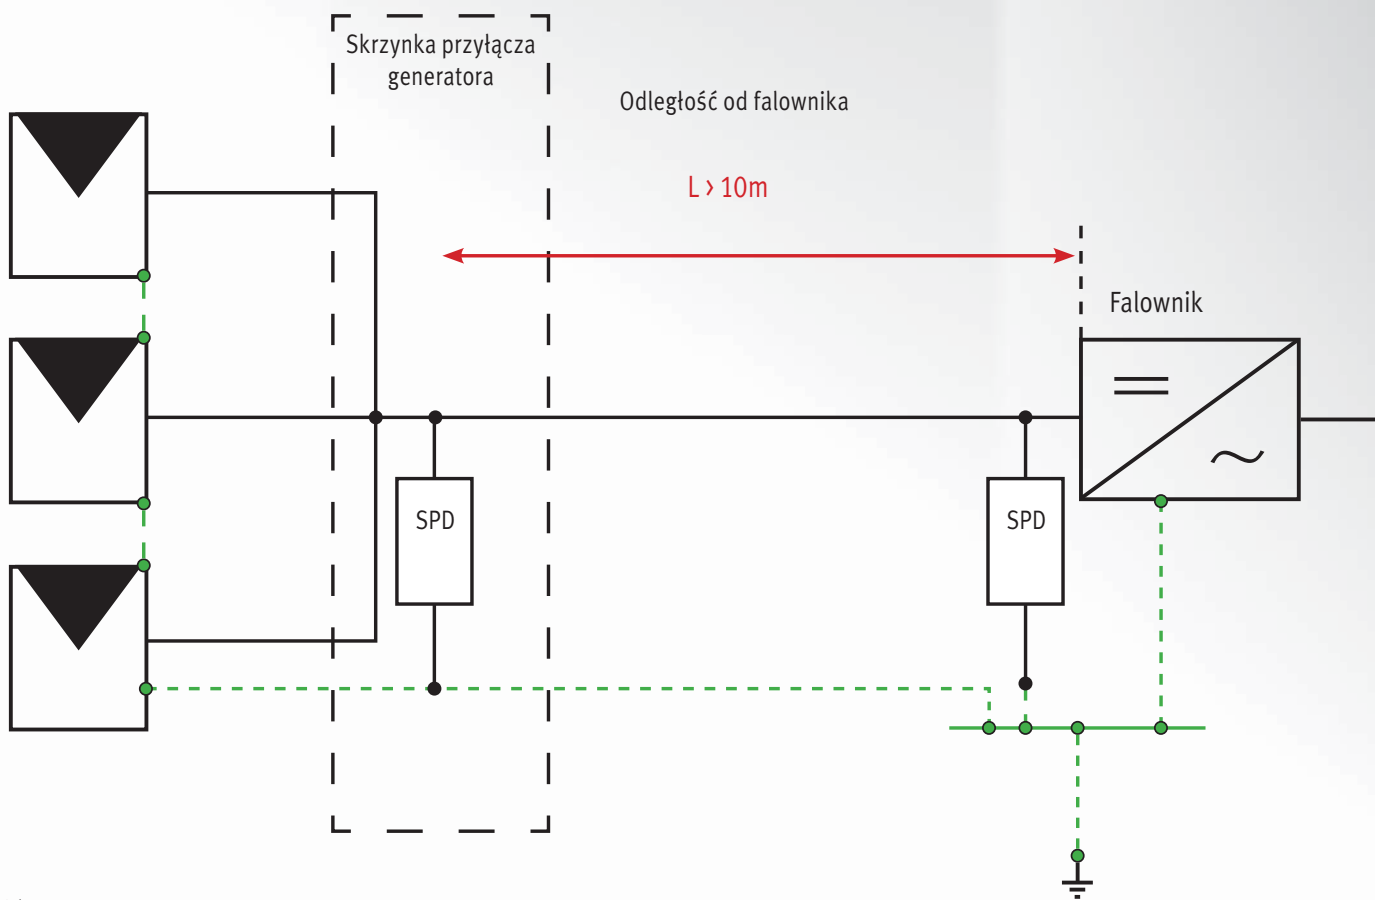 Skrzynka przyłącza
generatora
Odległość od falownika
L > 10m
Falownik
SPD
SPD